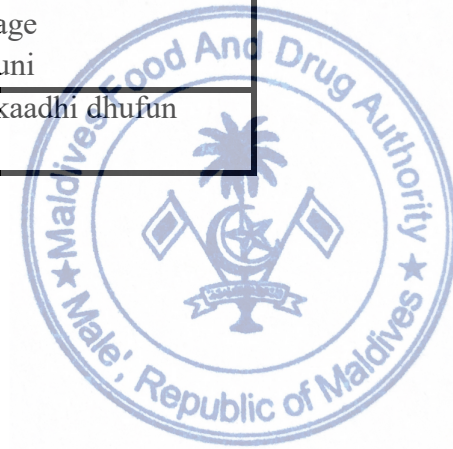 age
uni
kaadhi dhufun
Maldives Food And Drug Authority
★ Male', Republic of Maldives ★